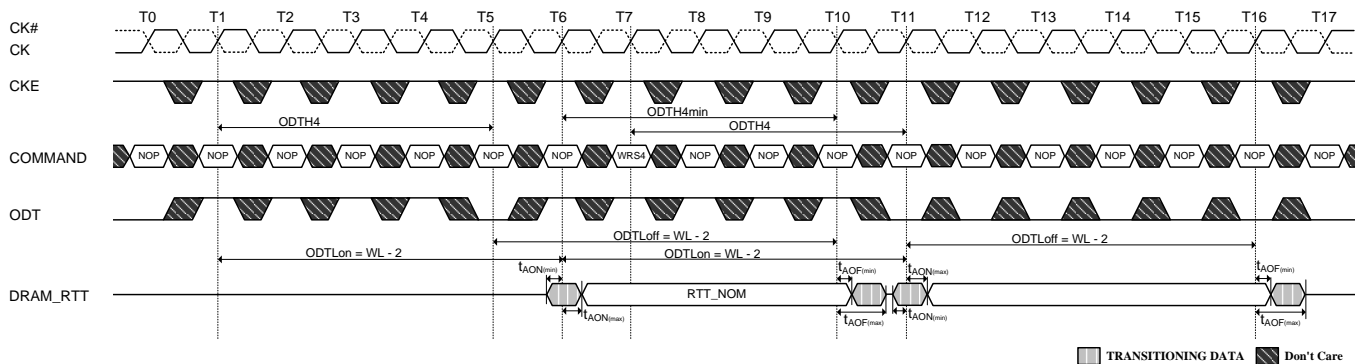 T0 T1 T2 T3 T4 T5 T6 T7 T8 T9 T10 T11 T12 T13 T14 T15 T16 T17
CK#
CK
CKE
ODTH4min
ODTH4 ODTH4
COMMAND NOP NOP NOP NOP NOP NOP NOP WRS4 NOP NOP NOP NOP NOP NOP NOP NOP NOP NOP
ODT
ODTLoff = WL - 2 ODTLoff = WL - 2
ODTLon = WL - 2 ODTLon = WL - 2
tAON(min) tAOF(min) tAON(max) tAOF(min)
DRAM_RTT RTT_NOM
tAON(max) tAOF(max) tAON(min) tAOF(max)
TRANSITIONING DATA Don't Care